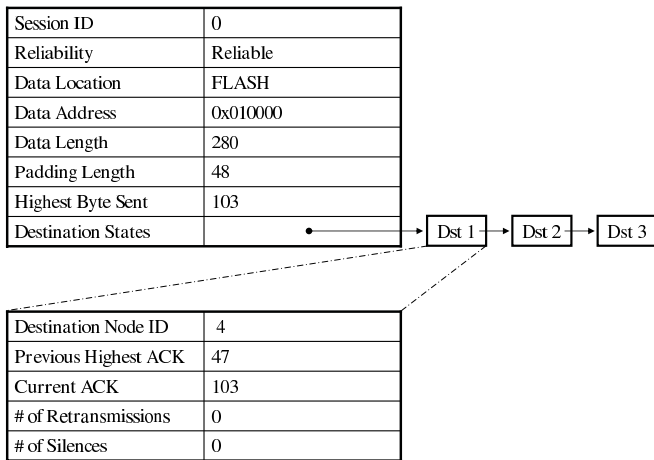 Session ID 0
Reliability Reliable
Data Location FLASH
Data Address 0x010000
Data Length 280
Padding Length 48
Highest Byte Sent 103
Destination States Dst 1 Dst 2 Dst 3
Destination Node ID 4
Previous Highest ACK 47
Current ACK 103
# of Retransmissions 0
# of Silences 0